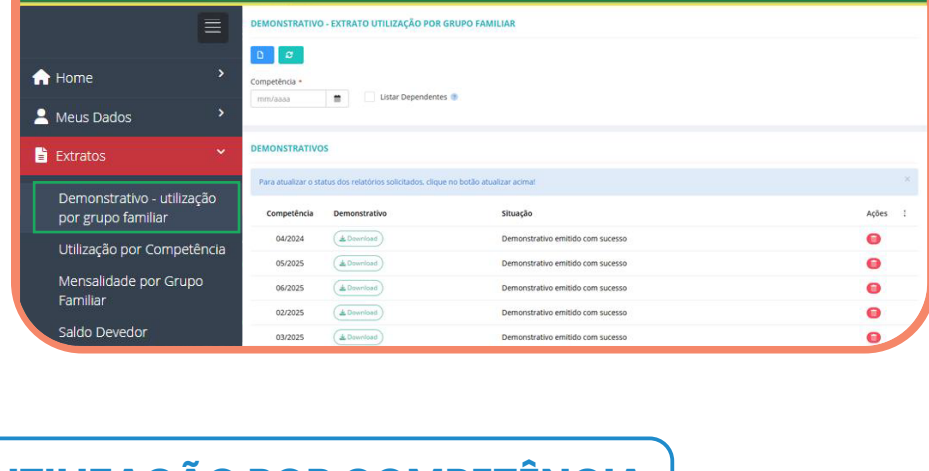 DEMONSTRATIVO - EXTRATO UTILIZAÇÃO POR GRUPO FAMILIAR
Home
Meus Dados
Extratos
Demonstrativo - utilização
por grupo familiar
Utilização por Competência
Mensalidade por Grupo
Familiar
Saldo Devedor
Competência *
mm/aaaa
Listar Dependentes
DEMONSTRATIVOS
Para atualizar o status dos relatórios solicitados, clique no botão atualizar acima!
Competência Demonstrativo Situação Ações
04/2024 Download Demonstrativo emitido com sucesso
05/2025 Download Demonstrativo emitido com sucesso
06/2025 Download Demonstrativo emitido com sucesso
02/2025 Download Demonstrativo emitido com sucesso
03/2025 Download Demonstrativo emitido com sucesso
UTILIZAÇÃO POR COMPETÊNCIA